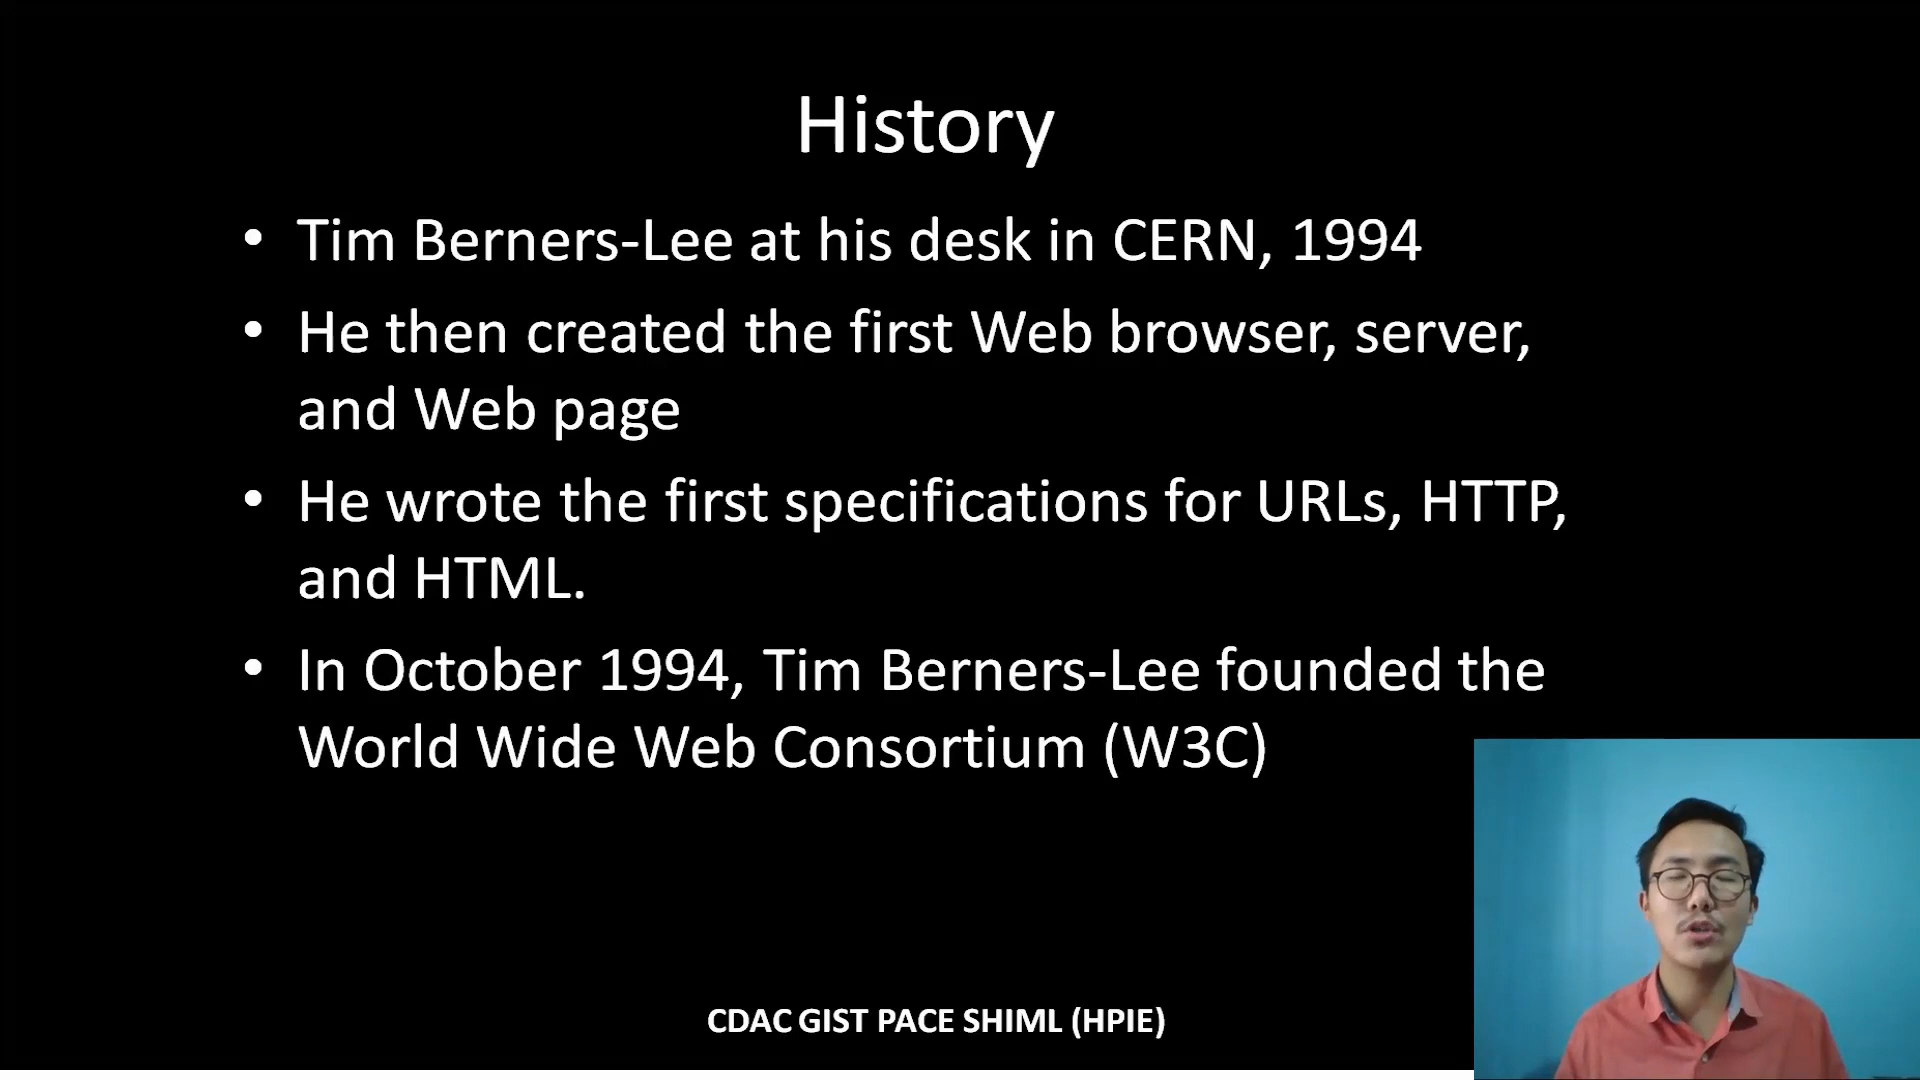 History
• Tim Berners-Lee at his desk in CERN, 1994
• He then created the first Web browser, server,
and Web page
• He wrote the first specifications for URLs, HTTP,
and HTML.
• In October 1994, Tim Berners-Lee founded the
World Wide Web Consortium (W3C)
CDAC GIST PACE SHIML (HPIE)